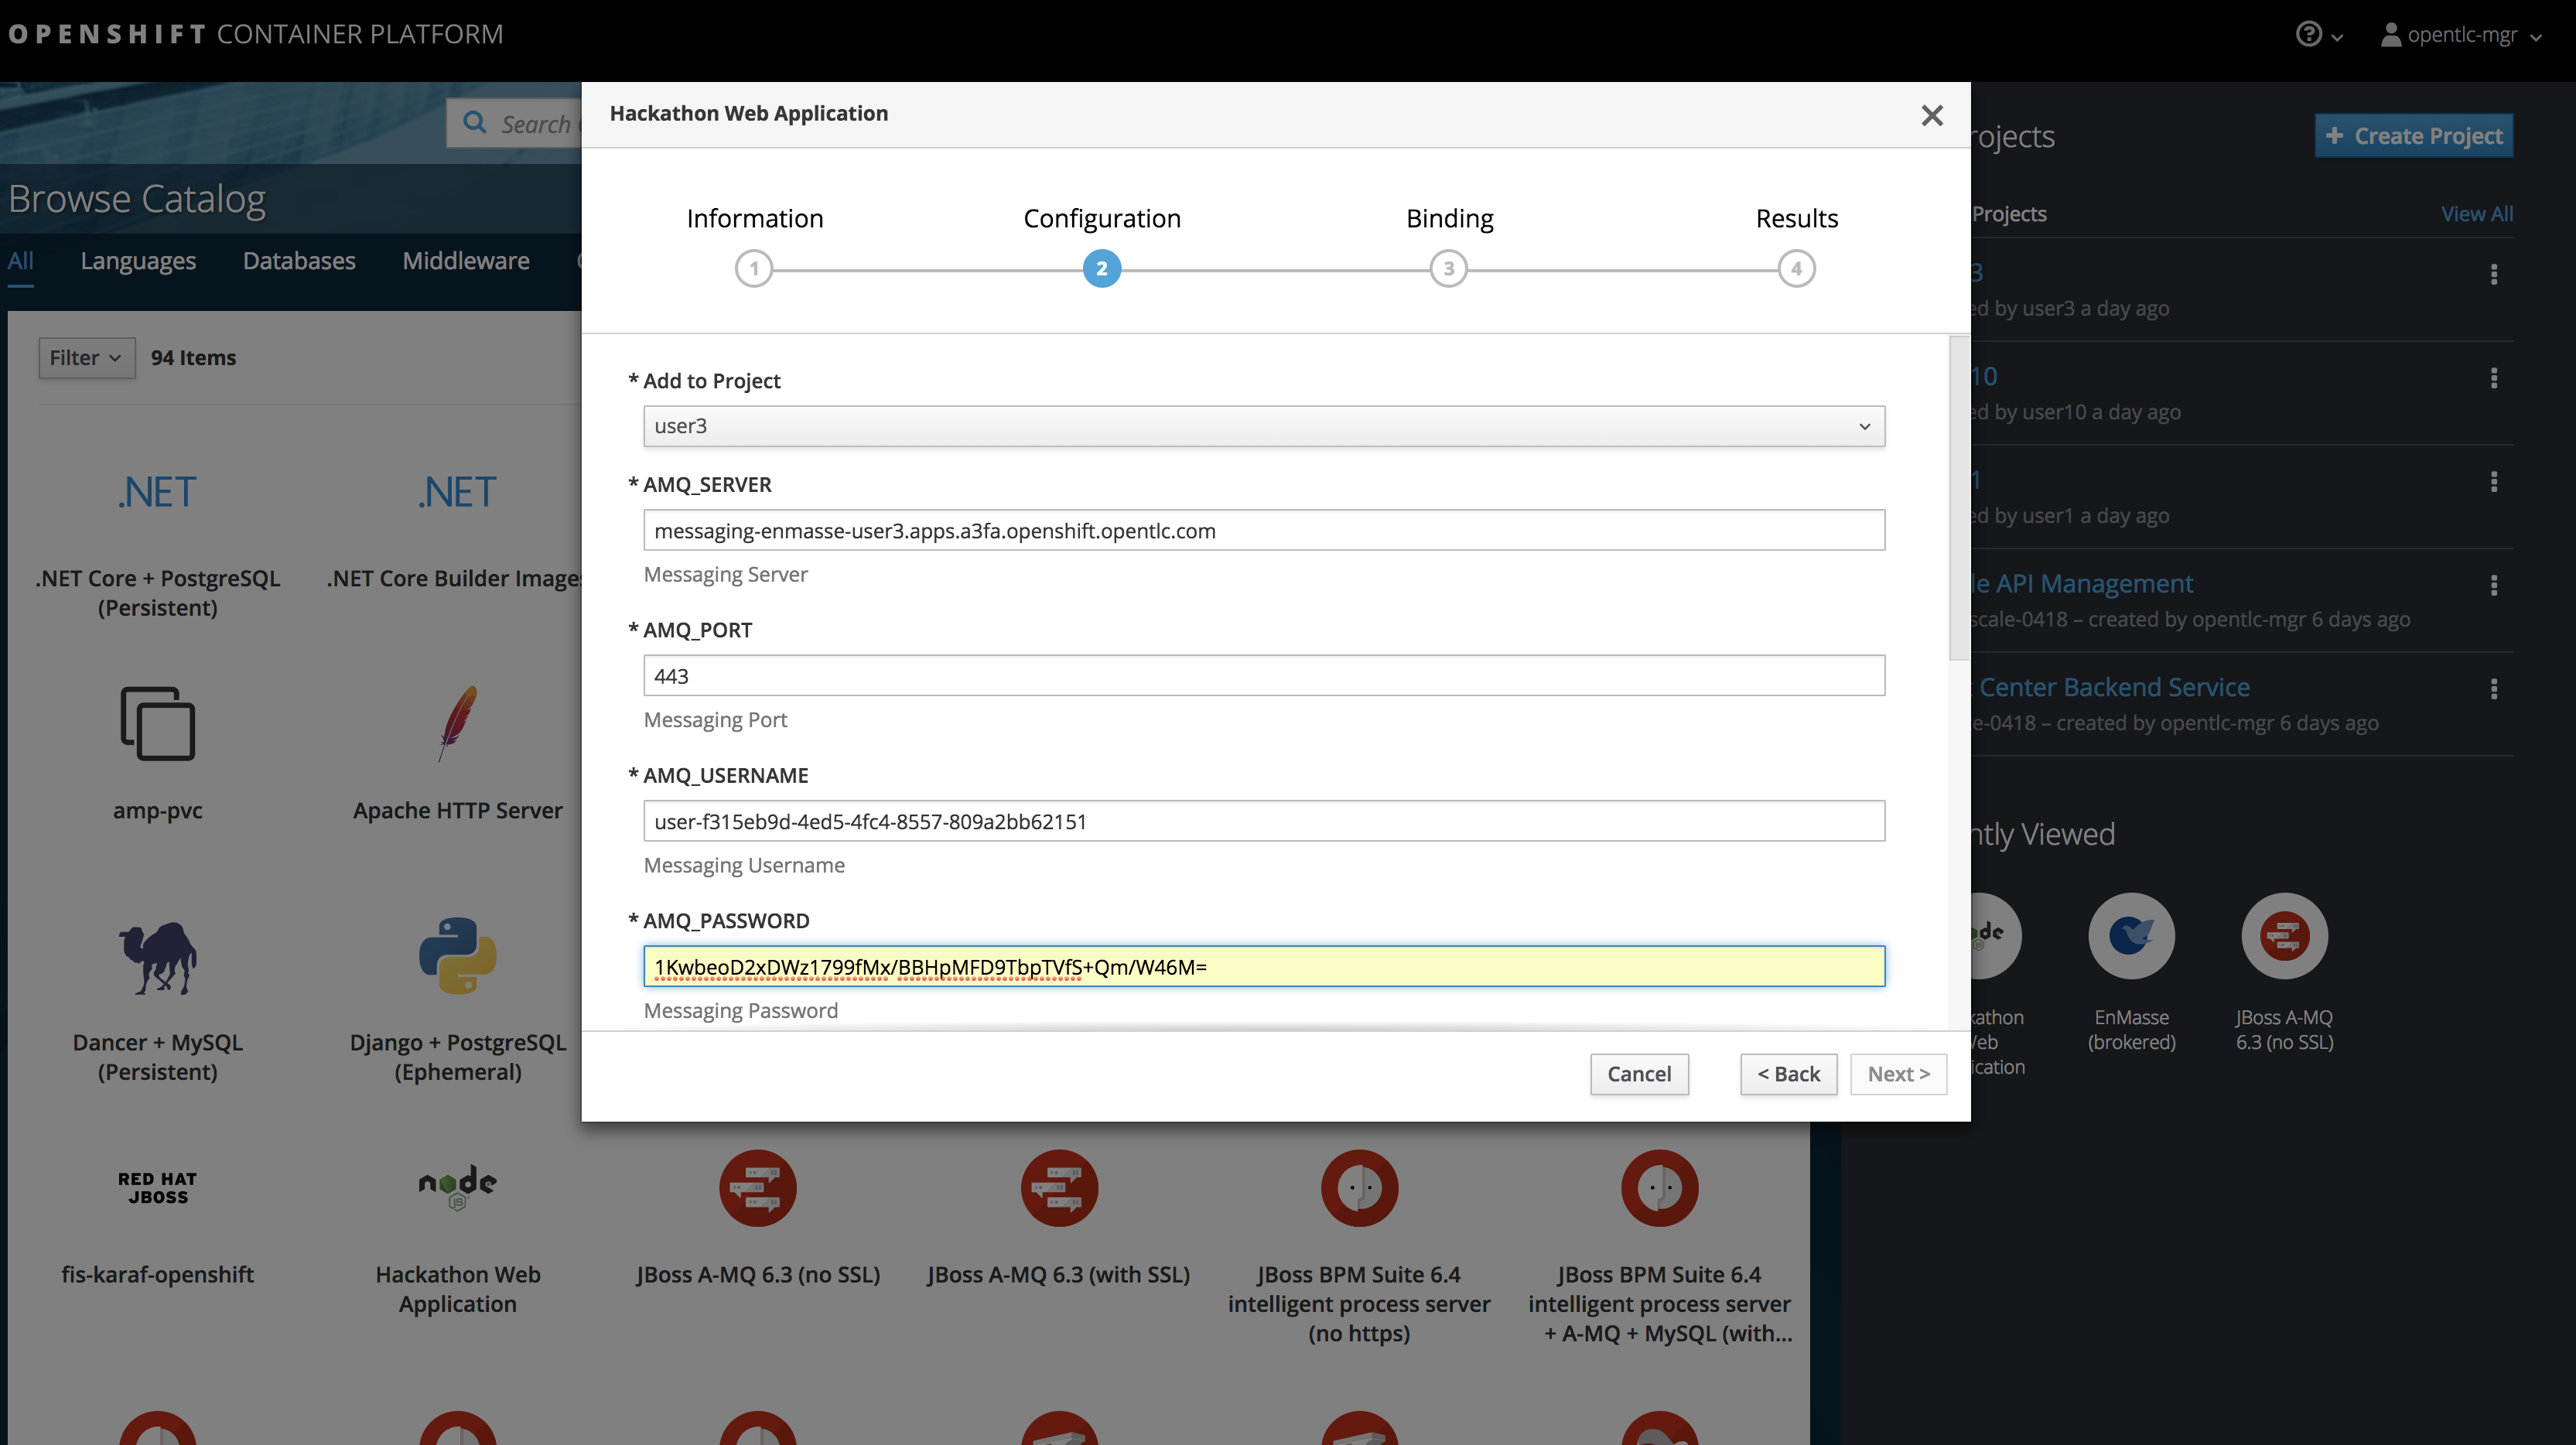 OPENSHIFT CONTAINER PLATFORM
opentlc-mgr
Search
Browse Catalog
All Languages Databases Middleware
Filter 94 Items
.NET
.NET Core + PostgreSQL
(Persistent)
.NET
.NET Core Builder Images
amp-pvc
Apache HTTP Server
Dancer + MySQL
(Persistent)
Django + PostgreSQL
(Ephemeral)
RED HAT
JBOSS
fis-karaf-openshift
node
JS
Hackathon Web
Application
JBoss A-MQ 6.3 (no SSL)
JBoss A-MQ 6.3 (with SSL)
JBoss BPM Suite 6.4
intelligent process server
(no https)
JBoss BPM Suite 6.4
intelligent process server
+ A-MQ + MySQL (with...
Hackathon Web Application
Information Configuration Binding Results
1 2 3 4
* Add to Project
user3
* AMQ_SERVER
messaging-enmasse-user3.apps.a3fa.openshift.opentlc.com
Messaging Server
* AMQ_PORT
443
Messaging Port
* AMQ_USERNAME
user-f315eb9d-4ed5-4fc4-8557-809a2bb62151
Messaging Username
* AMQ_PASSWORD
1KwbeoD2xDWz1799fMx/BBHpMFD9TbpTVfS+Qm/W46M=
Messaging Password
Cancel < Back Next >
rojects
+ Create Project
Projects View All
3
ed by user3 a day ago
10
ed by user10 a day ago
1
ed by user1 a day ago
le API Management
scale-0418 – created by opentlc-mgr 6 days ago
t Center Backend Service
e-0418 – created by opentlc-mgr 6 days ago
ntly Viewed
de
kathon
eb
ication
EnMasse
(brokered)
JBoss A-MQ
6.3 (no SSL)